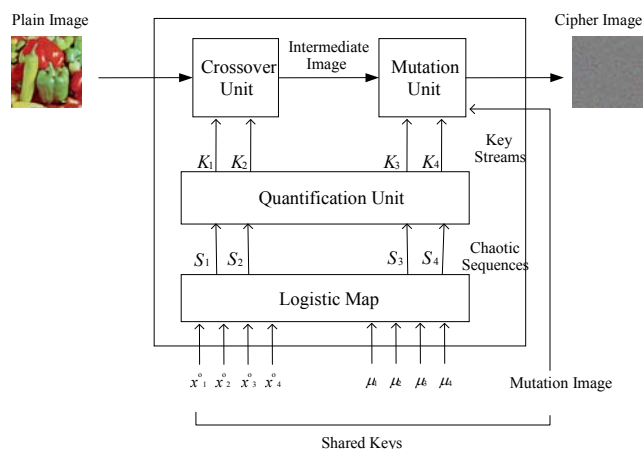 Plain Image
Cipher Image
Crossover
Unit
Intermediate
Image
Mutation
Unit
K₁ K₂ K₃ K₄
Key
Streams
Quantification Unit
S₁ S₂ S₃ S₄
Chaotic
Sequences
Logistic Map
x°₁ x°₂ x°₃ x°₄ μ₁ μ₂ μ₃ μ₄
Mutation Image
Shared Keys